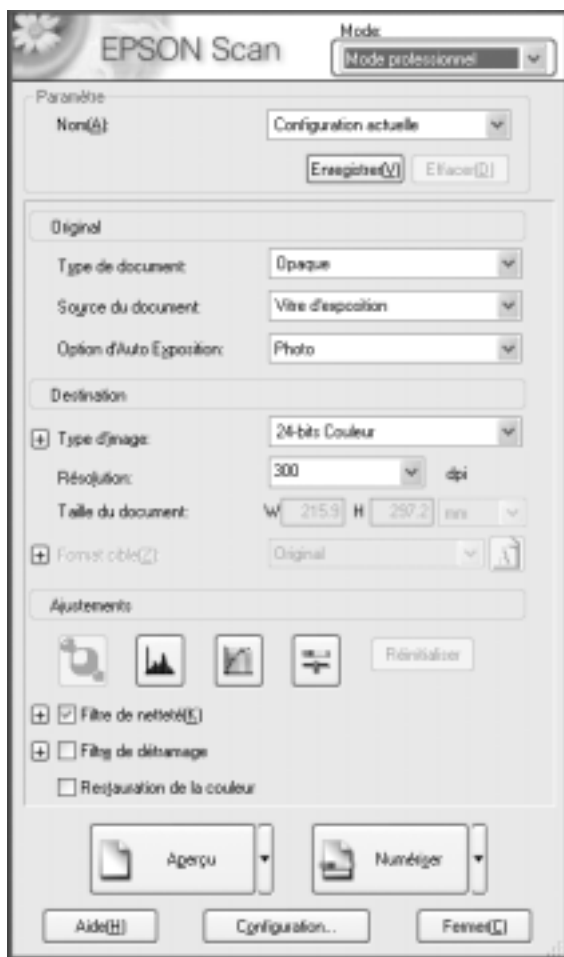 EPSON Scan
Mode:
Mode professionnel
Paramètre
Nom(A):
Configuration actuelle
Enregistrer(V)
Effacer(D)
Original
Type de document:
Opaque
Source du document:
Vitre d'exposition
Option d'Auto Exposition:
Photo
Destination
Type d'image:
24-bits Couleur
Résolution:
300
dpi
Taille du document:
W 215.9 H 297.2 mm
Format cible(Z):
Original
Ajustements
Réinitialiser
Filtre de netteté(K)
Filtre de détramage
Restauration de la couleur
Aperçu
Numériser
Aide(H)
Configuration...
Fermer(C)